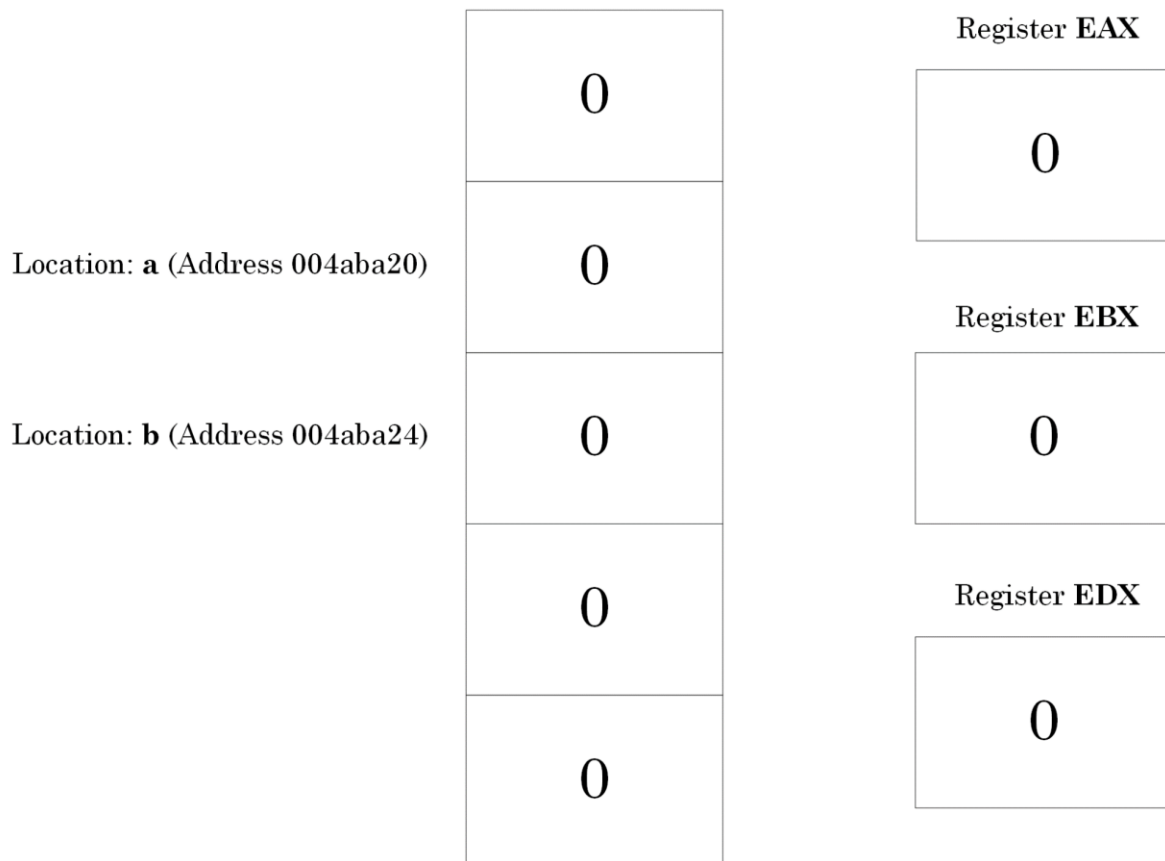 0
Location: a (Address 004aba20)
0
Location: b (Address 004aba24)
0
0
0
Register EAX
0
Register EBX
0
Register EDX
0